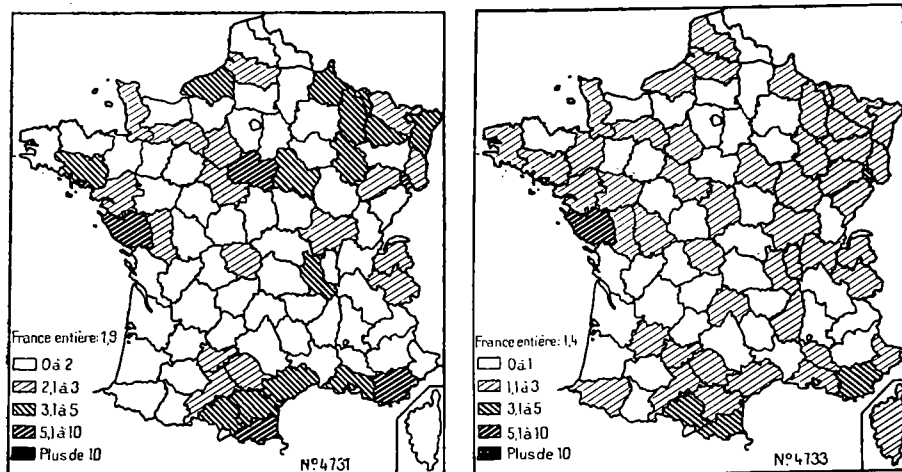 France entière: 1,9
0 à 2
2,1 à 3
3,1 à 5
5,1 à 10
Plus de 10
Nº 4731
France entière: 1,4
0 à 1
1,1 à 3
3,1 à 5
5,1 à 10
Plus de 10
Nº 4733